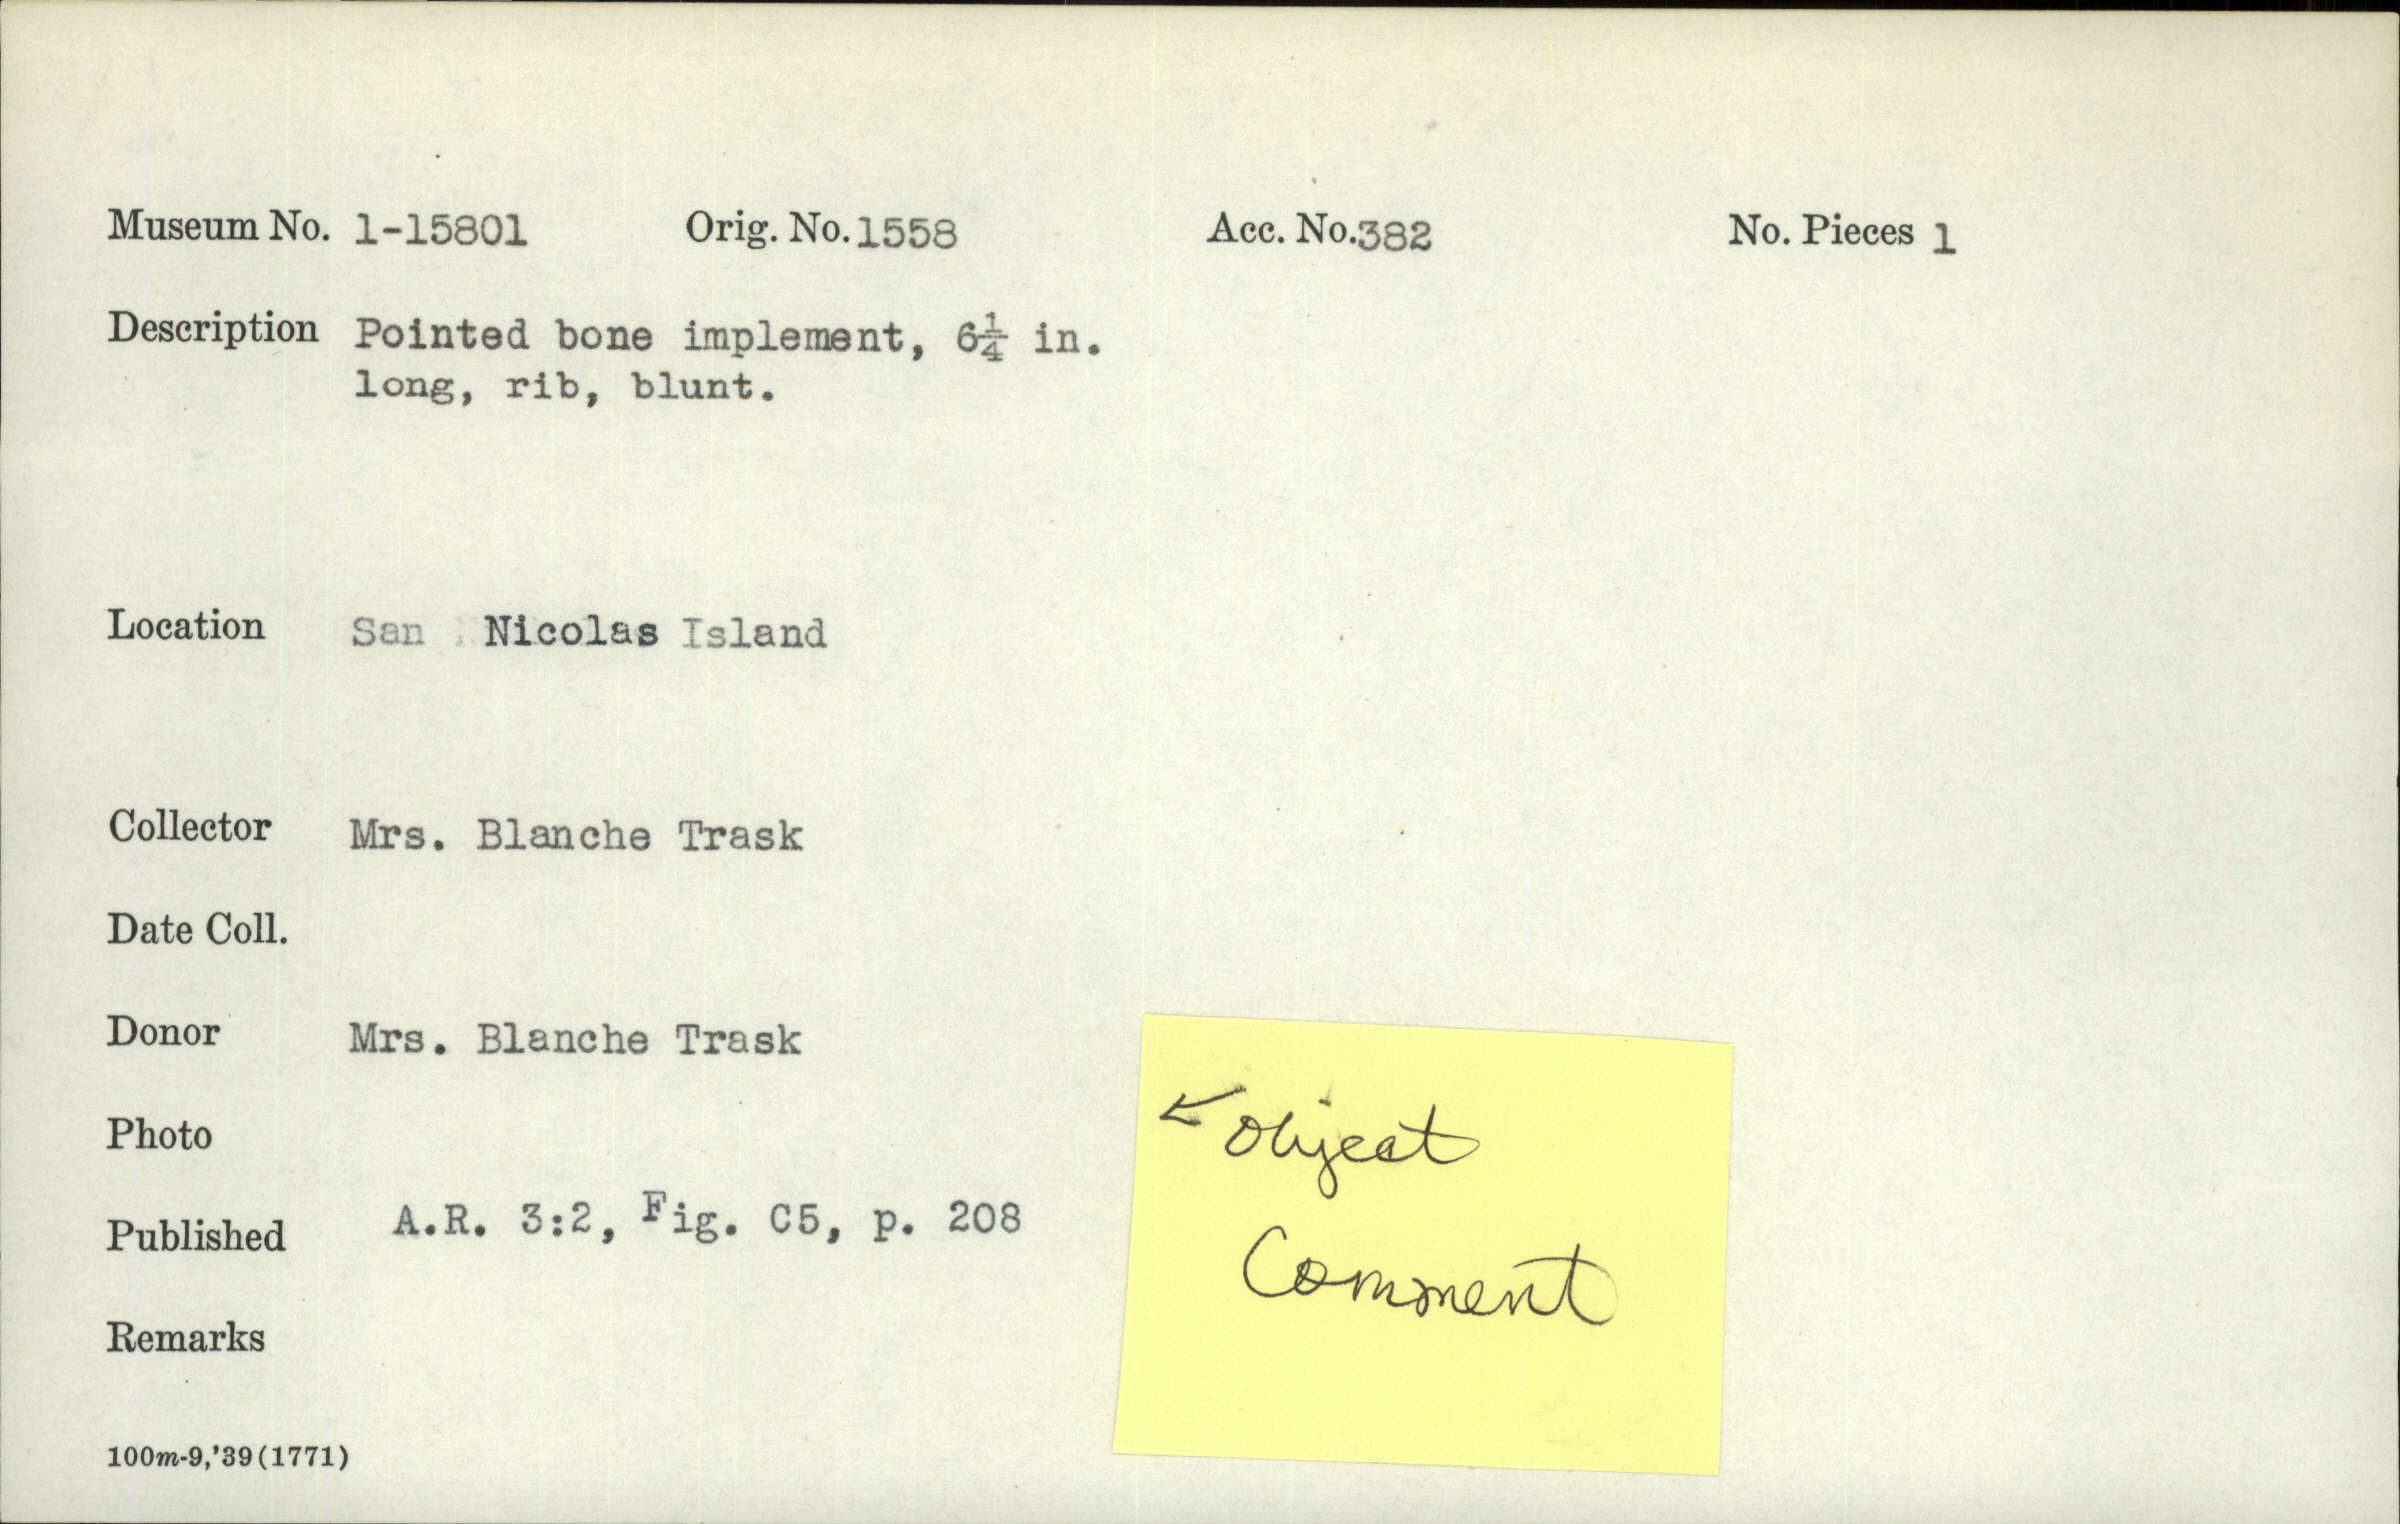 Museum No. 1-15801 Orig. No. 1558 Acc. No. 382 No. Pieces 1
Description Pointed bone implement, 6¼ in.
long, rib, blunt.
Location San Nicolas Island
Collector Mrs. Blanche Trask
Date Coll.
Donor Mrs. Blanche Trask
Photo
Published A.R. 3:2, Fig. C5, p. 208
Remarks
100m-9,'39(1771)
← Object
Comment